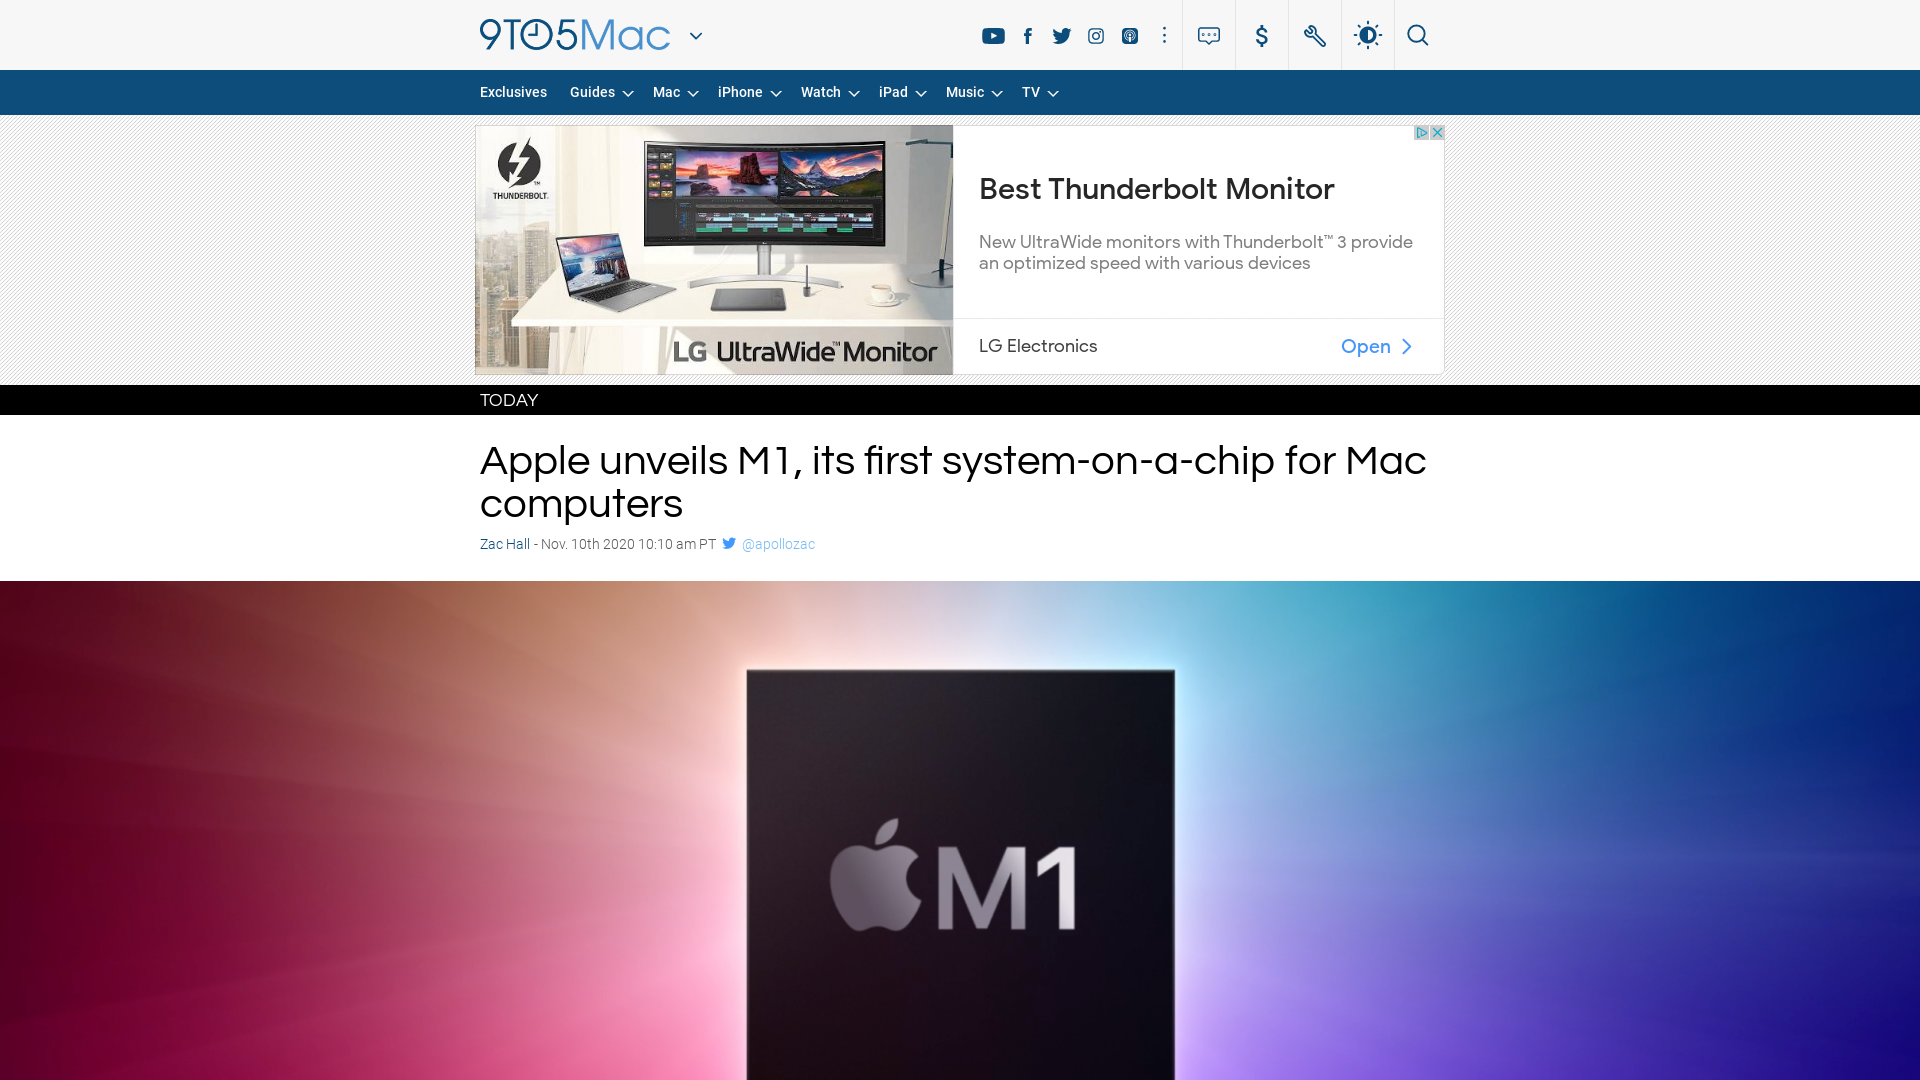 9TO5Mac
Exclusives Guides Mac iPhone Watch iPad Music TV
THUNDERBOLT™
LG UltraWide™ Monitor
Best Thunderbolt Monitor
New UltraWide monitors with Thunderbolt™ 3 provide
an optimized speed with various devices
LG Electronics
Open
TODAY
Apple unveils M1, its first system-on-a-chip for Mac
computers
Zac Hall - Nov. 10th 2020 10:10 am PT @apollozac
M1